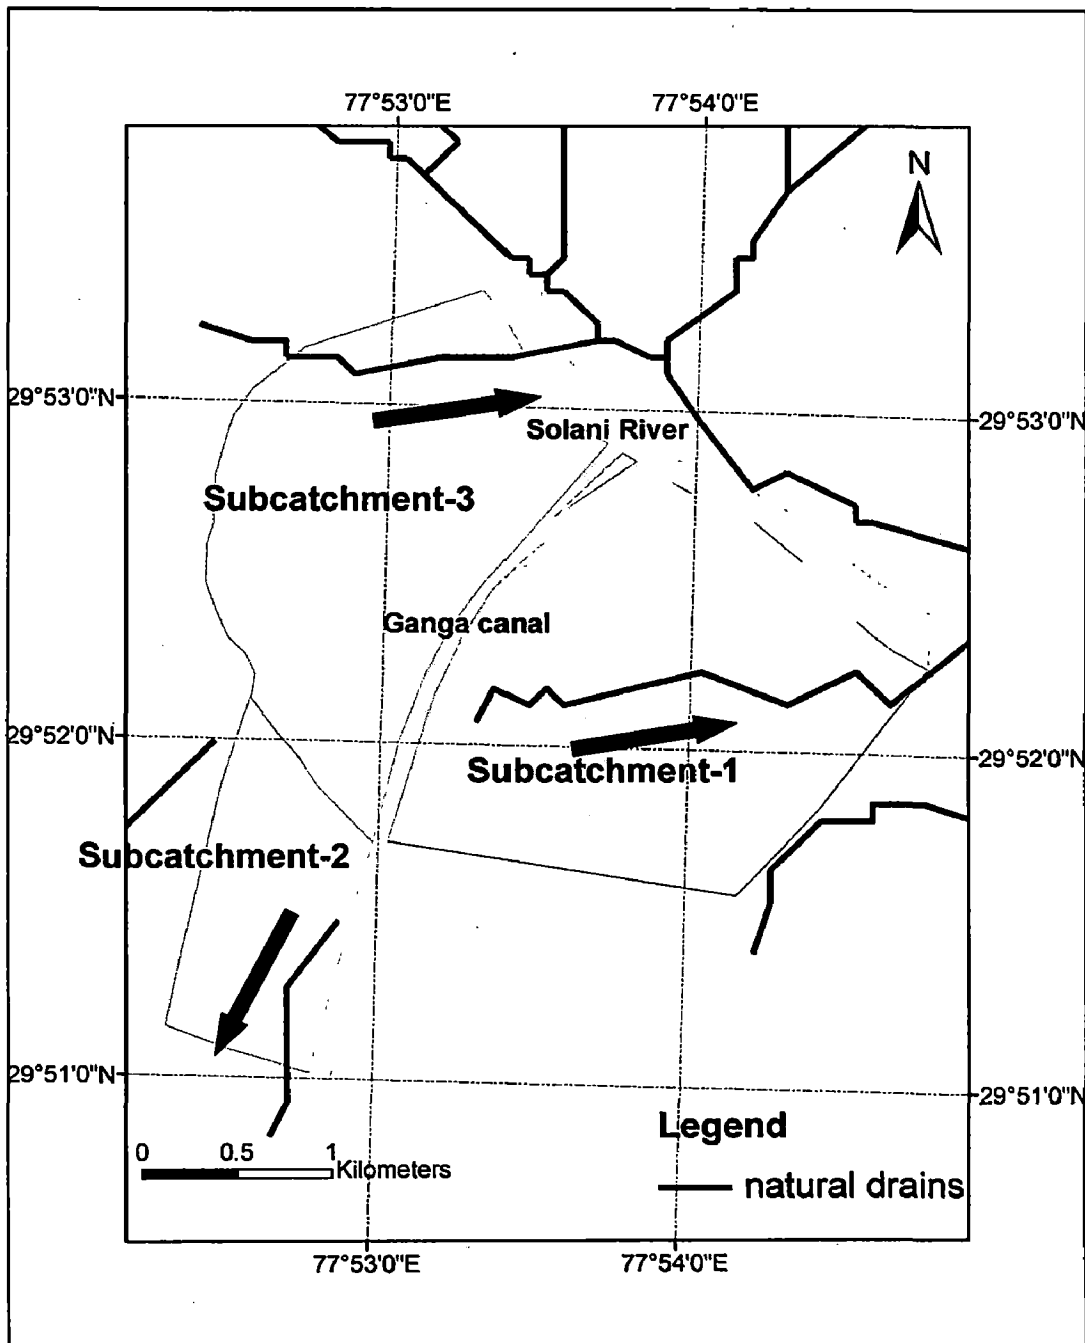 77°53'0"E 77°54'0"E
N
29°53'0"N 29°53'0"N
Solani River
Subcatchment-3
Ganga canal
29°52'0"N 29°52'0"N
Subcatchment-1
Subcatchment-2
29°51'0"N 29°51'0"N
Legend
0 0.5 1
Kilometers
natural drains
77°53'0"E 77°54'0"E